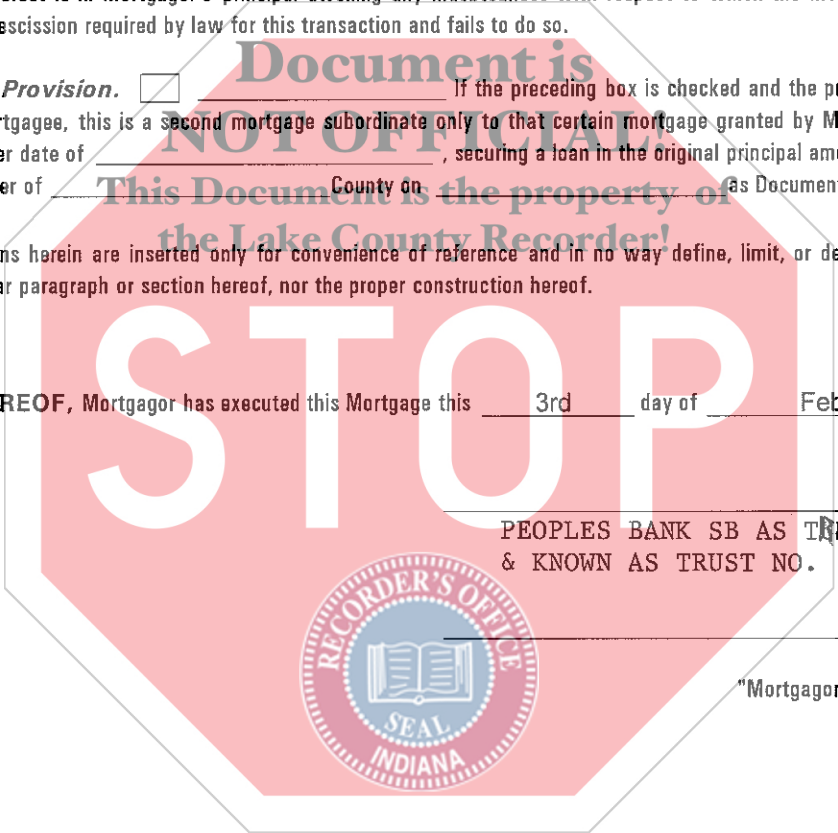 escission required by law for this transaction and fails to do so.
Document is
Provision. If the preceding box is checked and the p
rtgagee, this is a second mortgage subordinate only to that certain mortgage granted by M
NOT OFFICIAL!
er date of , securing a loan in the original principal am
er of County on as Document
This Document is the property of
the Lake County Recorder!
ns herein are inserted only for convenience of reference and in no way define, limit, or de
ar paragraph or section hereof, nor the proper construction hereof.
STOP
REOF, Mortgagor has executed this Mortgage this 3rd day of Feb
PEOPLES BANK SB AS
& KNOWN AS TRUST NO.
RECORDER'S OFFICE
SEAL
INDIANA
"Mortgagor